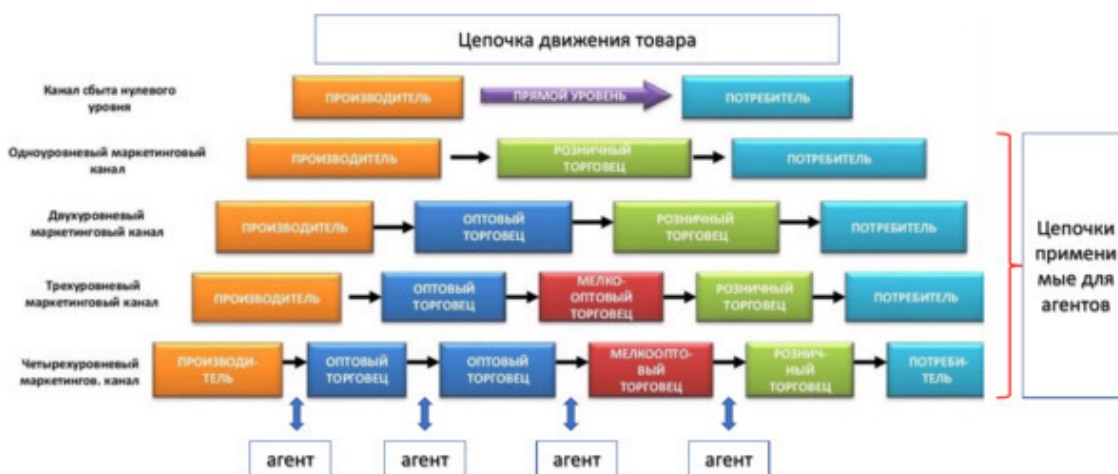 Цепочка движения товара
Канал сбыта нулевого
уровня
ПРОИЗВОДИТЕЛЬ
ПРЯМОЙ УРОВЕНЬ
ПОТРЕБИТЕЛЬ
Одноуровневый маркетинговый
канал
ПРОИЗВОДИТЕЛЬ
РОЗНИЧНЫЙ
ТОРГОВЕЦ
ПОТРЕБИТЕЛЬ
Двухуровневый
маркетинговый канал
ПРОИЗВОДИТЕЛЬ
ОПТОВЫЙ
ТОРГОВЕЦ
РОЗНИЧНЫЙ
ТОРГОВЕЦ
ПОТРЕБИТЕЛЬ
Трехуровневый
маркетинговый канал
ПРОИЗВОДИТЕЛЬ
ОПТОВЫЙ
ТОРГОВЕЦ
МЕЛКО-
ОПТОВЫЙ
ТОРГОВЕЦ
РОЗНИЧНЫЙ
ТОРГОВЕЦ
ПОТРЕБИТЕЛЬ
Четырехуровневый
маркетингов. канал
ПРОИЗВОДИ-
ТЕЛЬ
ОПТОВЫЙ
ТОРГОВЕЦ
ОПТОВЫЙ
ТОРГОВЕЦ
МЕЛКООПТО-
ВЫЙ
ТОРГОВЕЦ
РОЗНИЧ-
НЫЙ
ТОРГОВЕЦ
ПОТРЕБИ-
ТЕЛЬ
агент
агент
агент
агент
Цепочки
примени
мые для
агентов